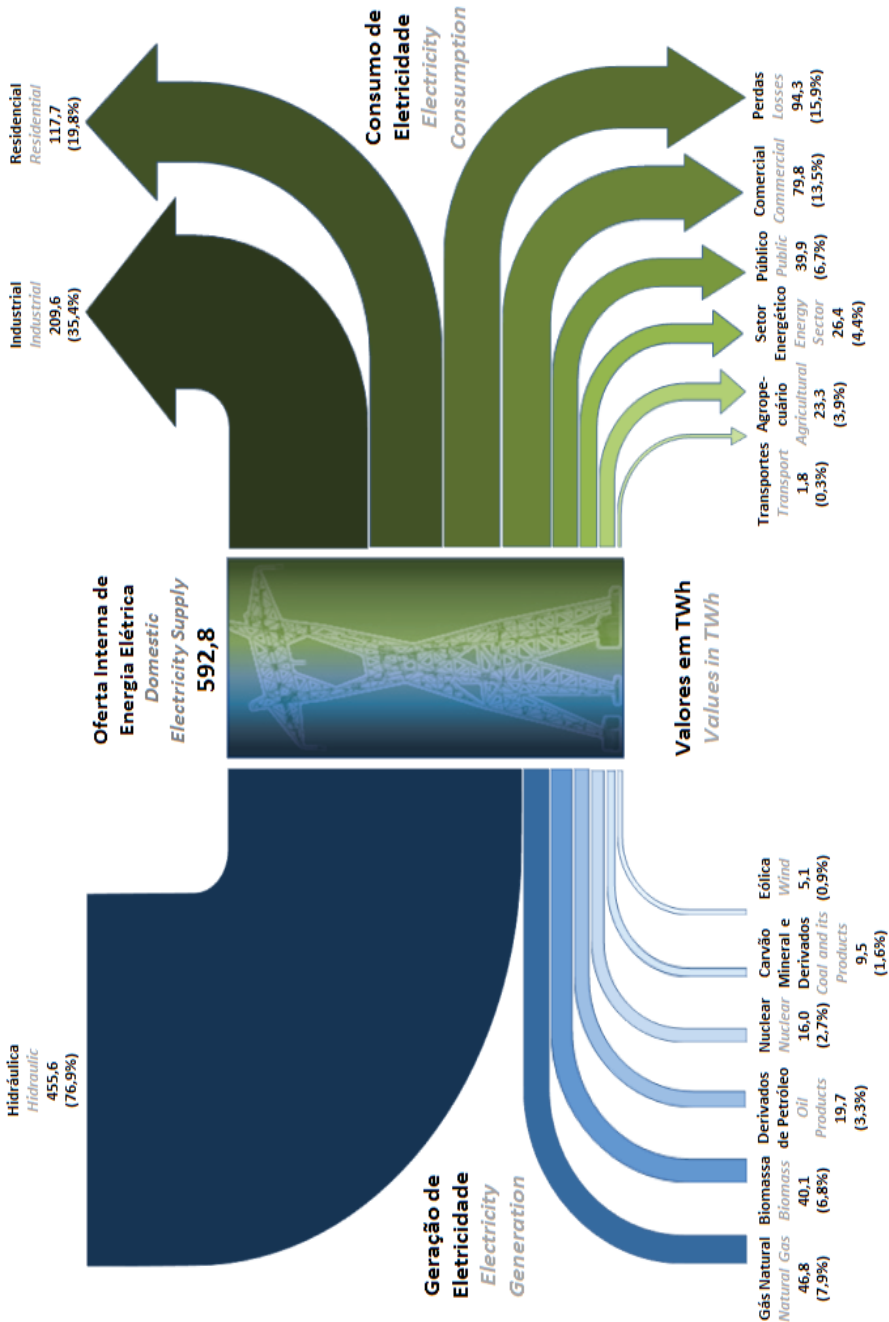 Hidráulica
Hidraulic
455,6
(76,9%)
Oferta Interna de
Energia Elétrica
Domestic
Electricity Supply
592,8
Industrial
Industrial
209,6
(35,4%)
Residencial
Residential
117,7
(19,8%)
Geração de
Eletricidade
Electricity
Generation
Consumo de
Eletricidade
Electricity
Consumption
Gás Natural
Natural Gas
46,8
(7,9%)
Biomassa
Biomass
40,1
(6,8%)
Derivados
de Petróleo
Oil
Products
19,7
(3,3%)
Nuclear
Nuclear
16,0
(2,7%)
Carvão
Mineral e
Derivados
Coal and its
Products
9,5
(1,6%)
Eólica
Wind
5,1
(0,9%)
Valores em TWh
Values in TWh
Transportes
Transport
1,8
(0,3%)
Agrope-
cuário
Agricultural
23,3
(3,9%)
Setor
Energético
Energy
Sector
26,4
(4,4%)
Público
Public
39,9
(6,7%)
Comercial
Commercial
79,8
(13,5%)
Perdas
Losses
94,3
(15,9%)